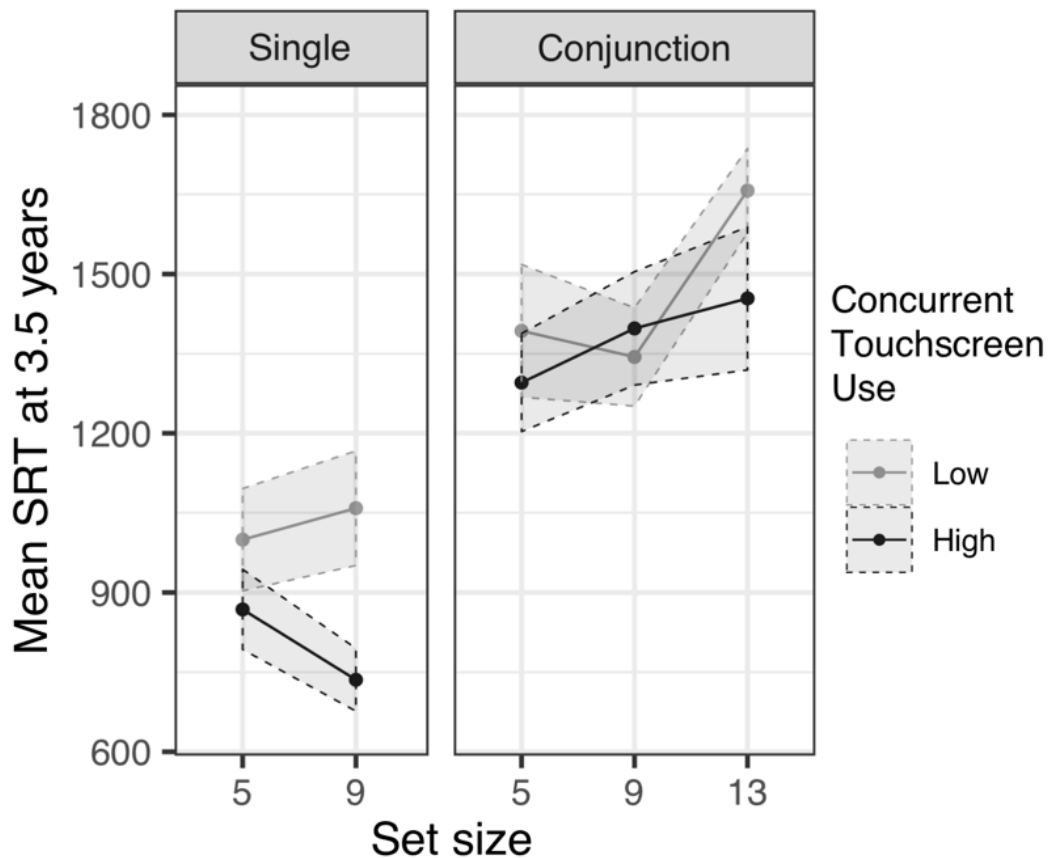 Single
Conjunction
Mean SRT at 3.5 years
1800
1500
1200
900
600
5
9
5
9
13
Set size
Concurrent
Touchscreen
Use
Low
High